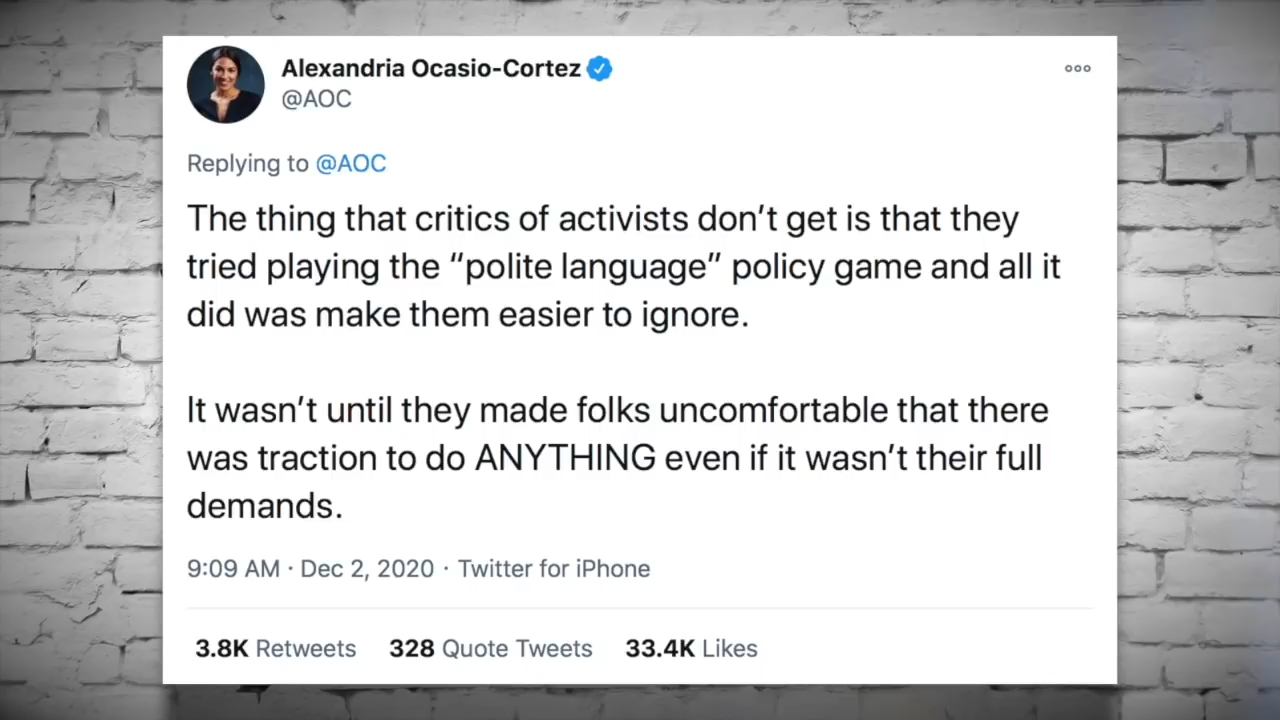 Alexandria Ocasio-Cortez
@AOC
Replying to @AOC
The thing that critics of activists don’t get is that they
tried playing the “polite language” policy game and all it
did was make them easier to ignore.
It wasn’t until they made folks uncomfortable that there
was traction to do ANYTHING even if it wasn’t their full
demands.
9:09 AM · Dec 2, 2020 · Twitter for iPhone
3.8K Retweets 328 Quote Tweets 33.4K Likes